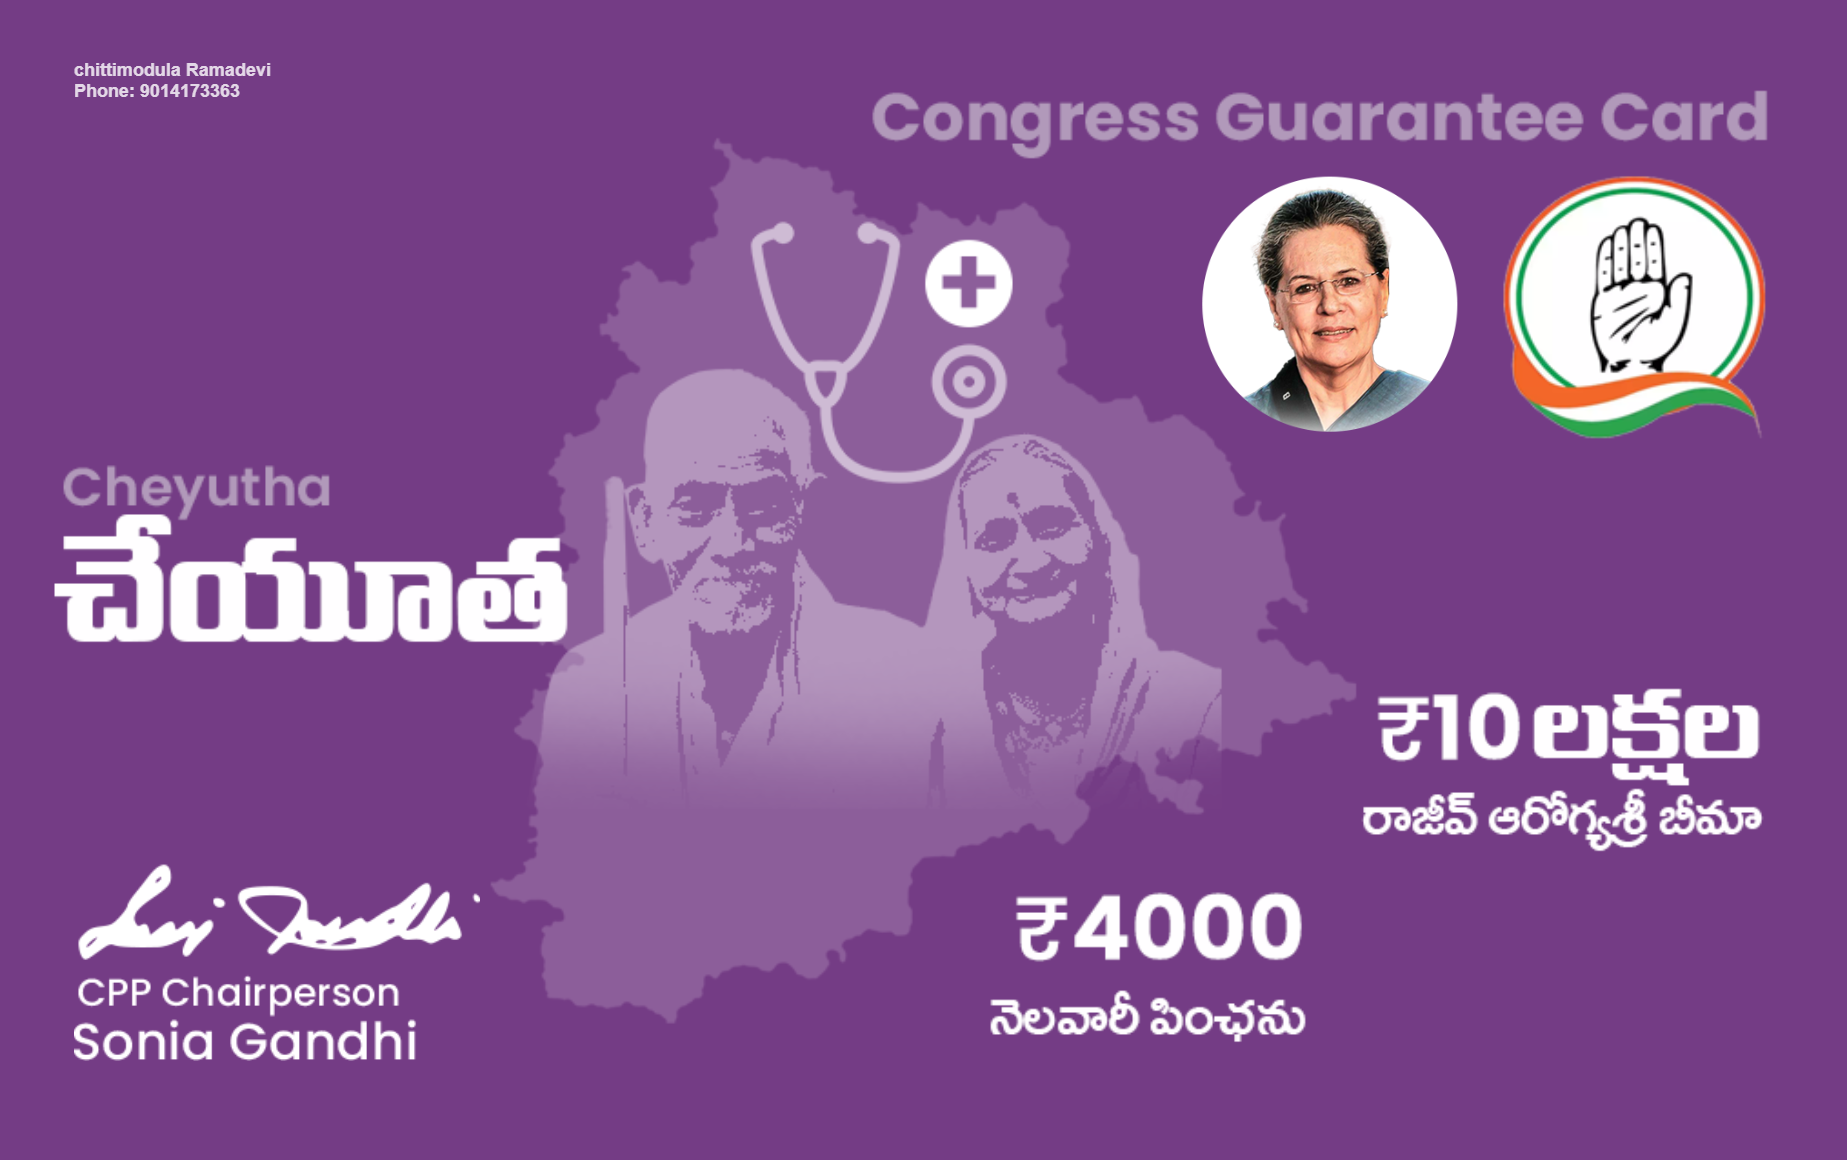 chittimodula Ramadevi
Phone: 9014173363
Congress Guarantee Card
Cheyutha
చేయూత
₹10 లక్షల
రాజీవ్ ఆరోగ్యశ్రీ బీమా
₹4000
నెలవారీ పింఛను
CPP Chairperson
Sonia Gandhi